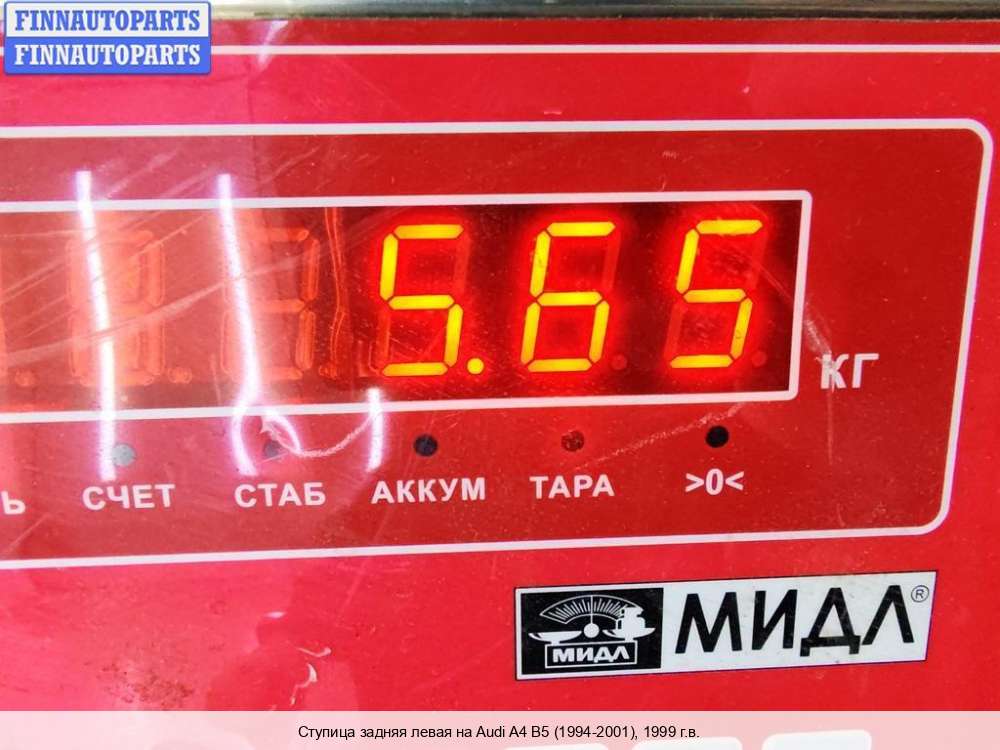 FINNAUTOPARTS
FINNAUTOPARTS
5.65
КГ
Ь СЧЕТ СТАБ АККУМ ТАРА >0<
МИДЛ МИДЛ®
Ступица задняя левая на Audi A4 B5 (1994-2001), 1999 г.в.